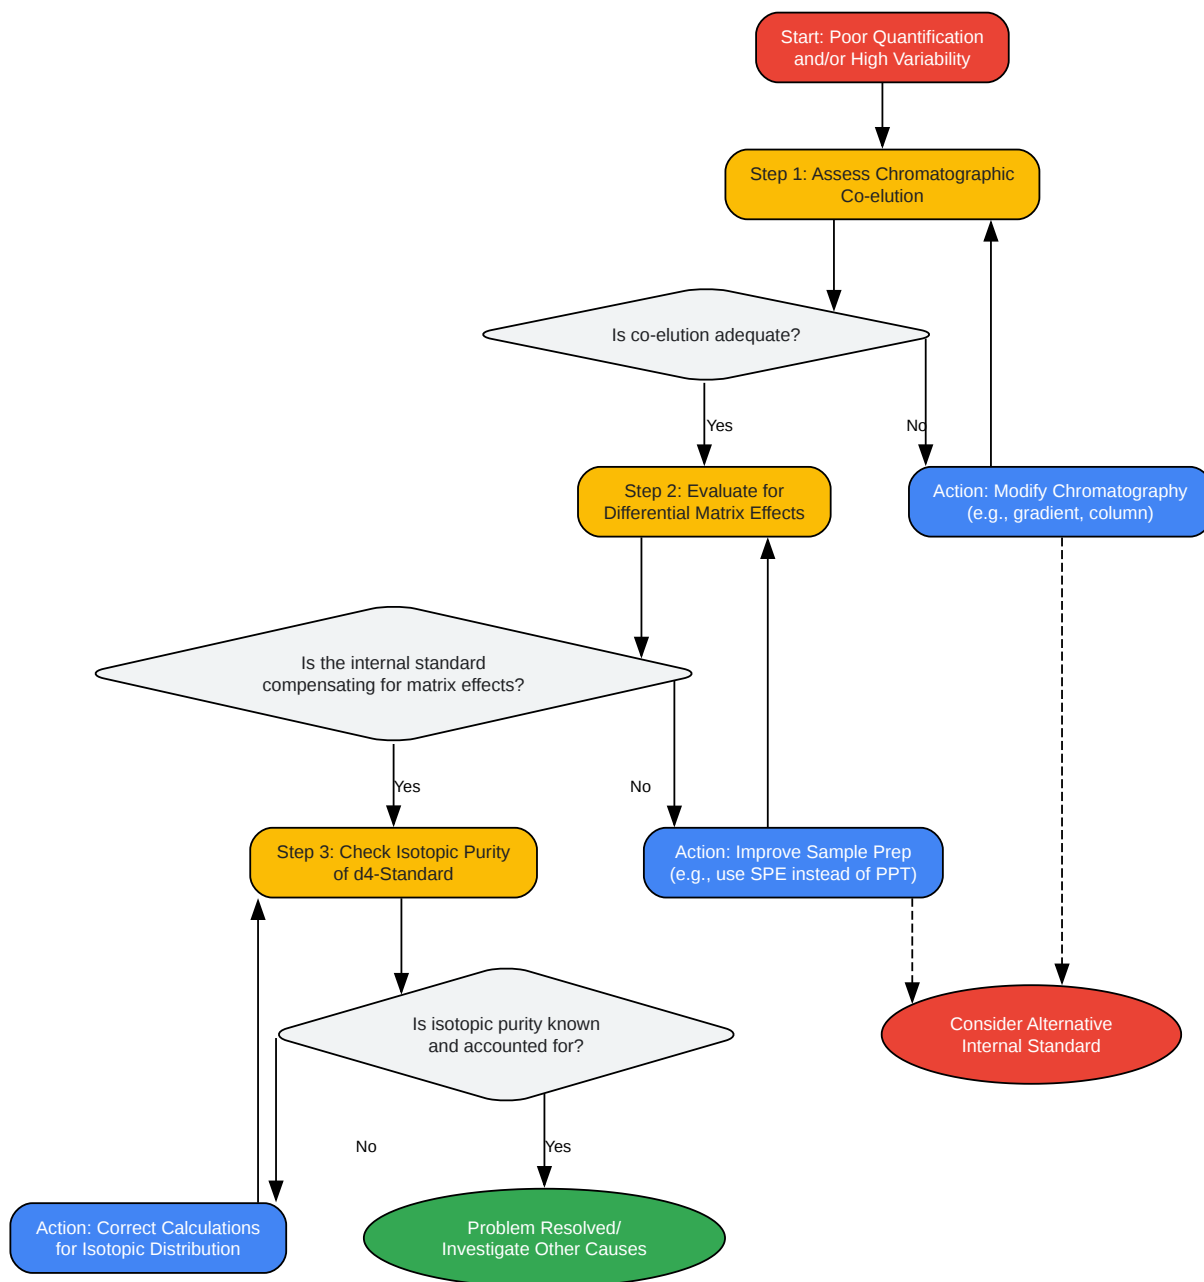 Start: Poor Quantification
and/or High Variability
Step 1: Assess Chromatographic
Co-elution
Is co-elution adequate?
Yes
No
Step 2: Evaluate for
Differential Matrix Effects
Action: Modify Chromatography
(e.g., gradient, column)
Is the internal standard
compensating for matrix effects?
Yes
No
Step 3: Check Isotopic Purity
of d4-Standard
Action: Improve Sample Prep
(e.g., use SPE instead of PPT)
Is isotopic purity known
and accounted for?
Consider Alternative
Internal Standard
No
Yes
Action: Correct Calculations
for Isotopic Distribution
Problem Resolved/
Investigate Other Causes